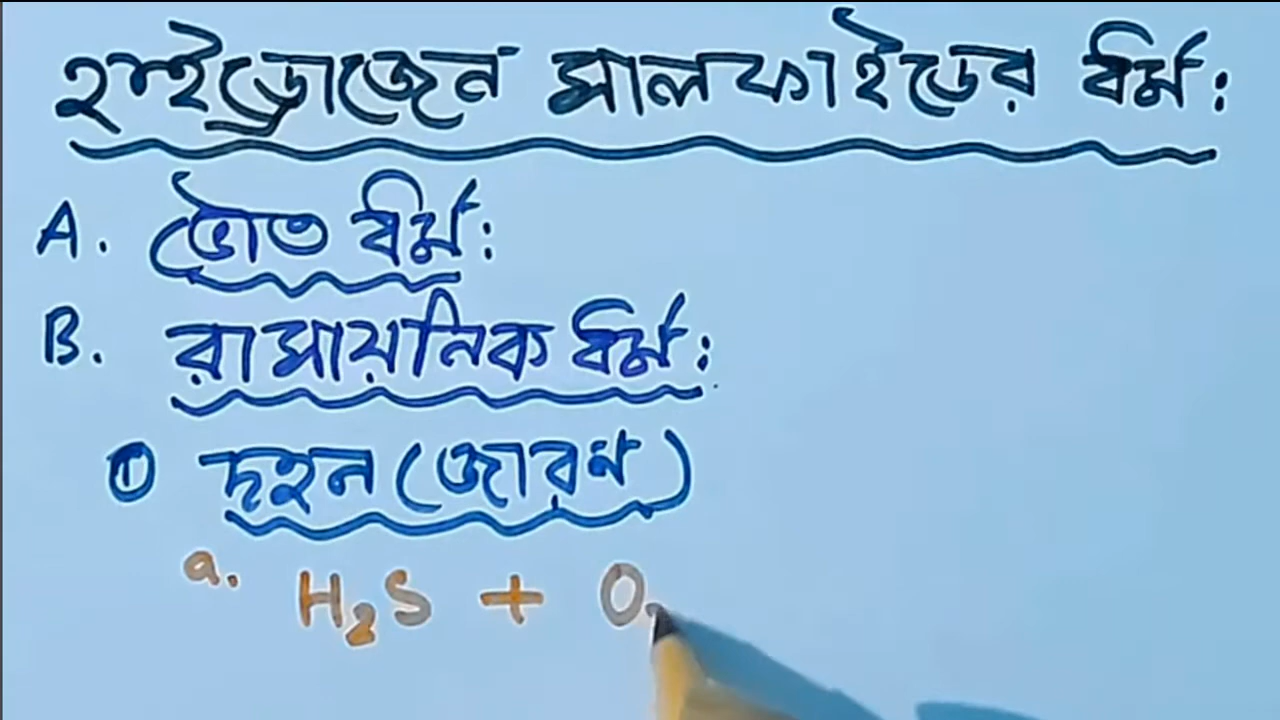 হাইড্রোজেন সালফাইডের ধর্ম:
A. ভৌত ধর্ম:
B. রাসায়নিক ধর্ম:
① দহন (জারণ)
a. H₂S + O